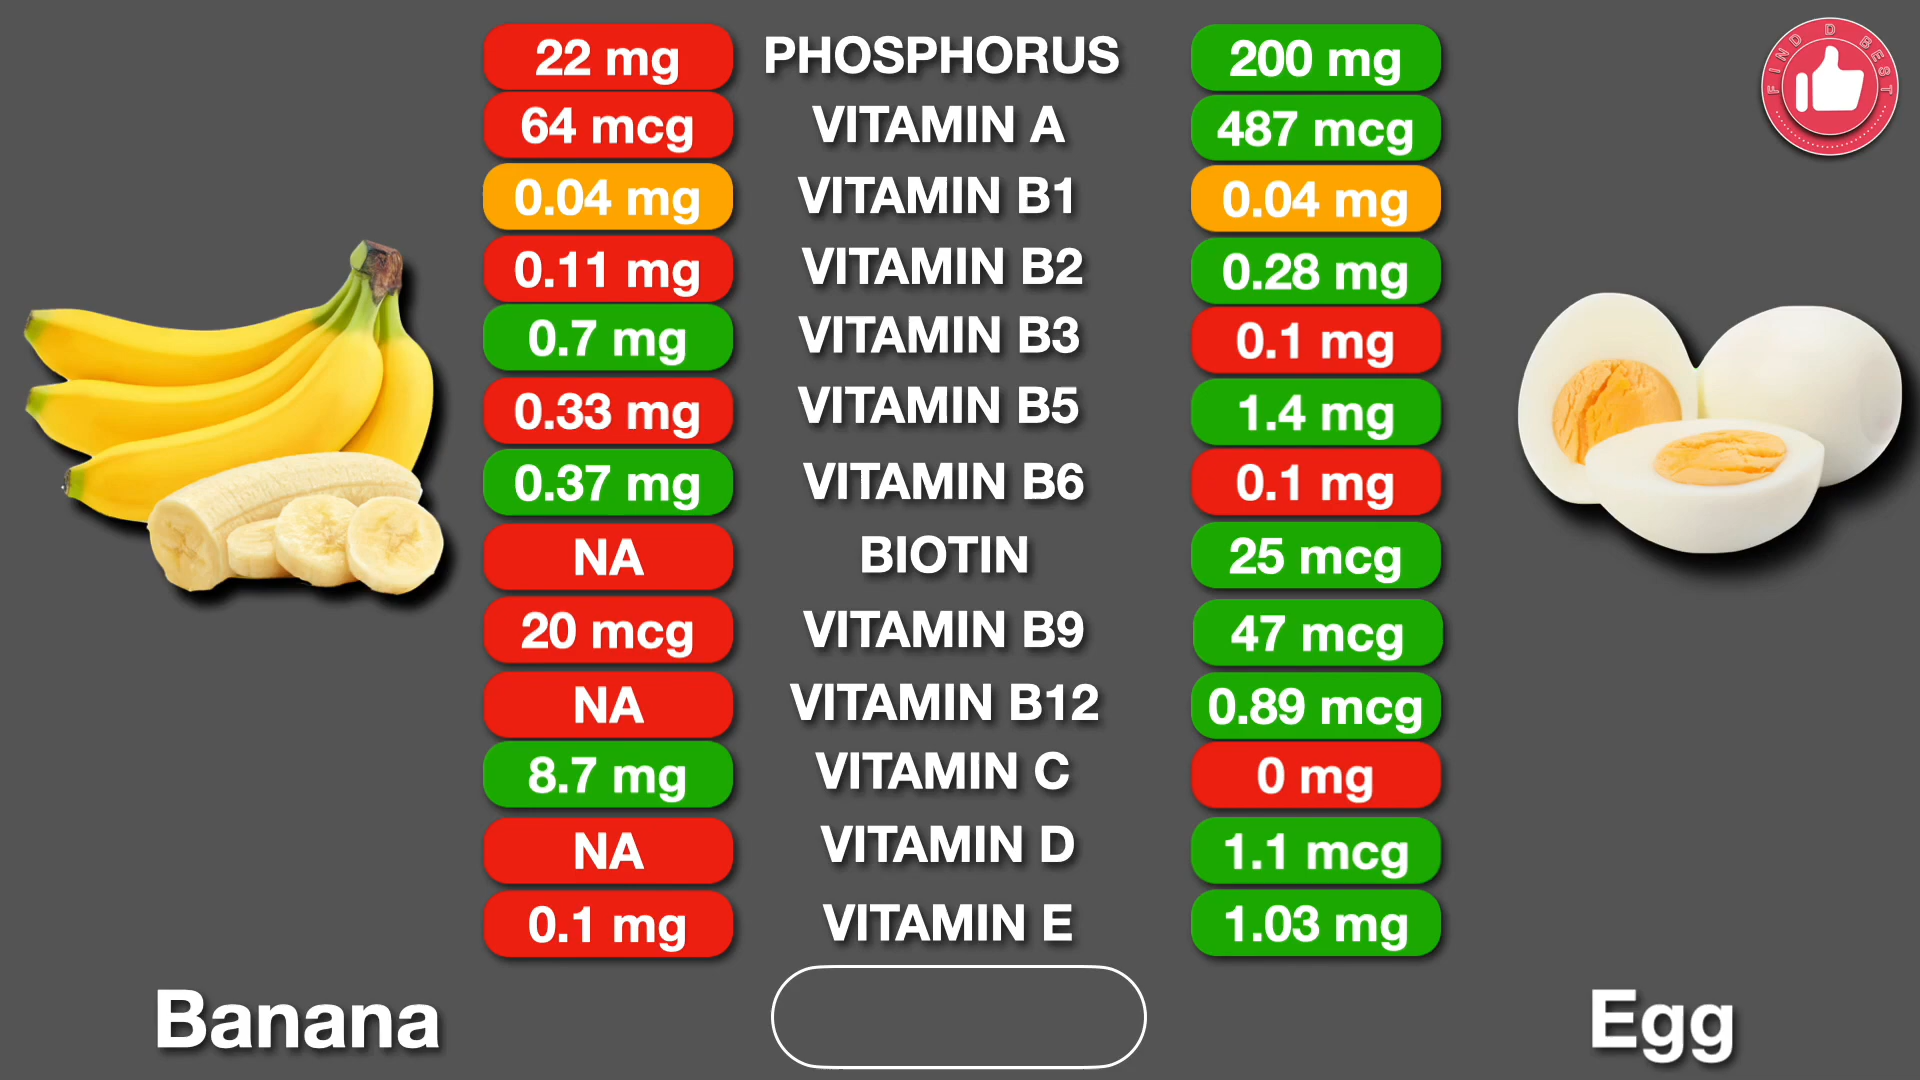 FIND D BEST
22 mg PHOSPHORUS 200 mg
64 mcg VITAMIN A 487 mcg
0.04 mg VITAMIN B1 0.04 mg
0.11 mg VITAMIN B2 0.28 mg
0.7 mg VITAMIN B3 0.1 mg
0.33 mg VITAMIN B5 1.4 mg
0.37 mg VITAMIN B6 0.1 mg
NA BIOTIN 25 mcg
20 mcg VITAMIN B9 47 mcg
NA VITAMIN B12 0.89 mcg
8.7 mg VITAMIN C 0 mg
NA VITAMIN D 1.1 mcg
0.1 mg VITAMIN E 1.03 mg
Banana Egg